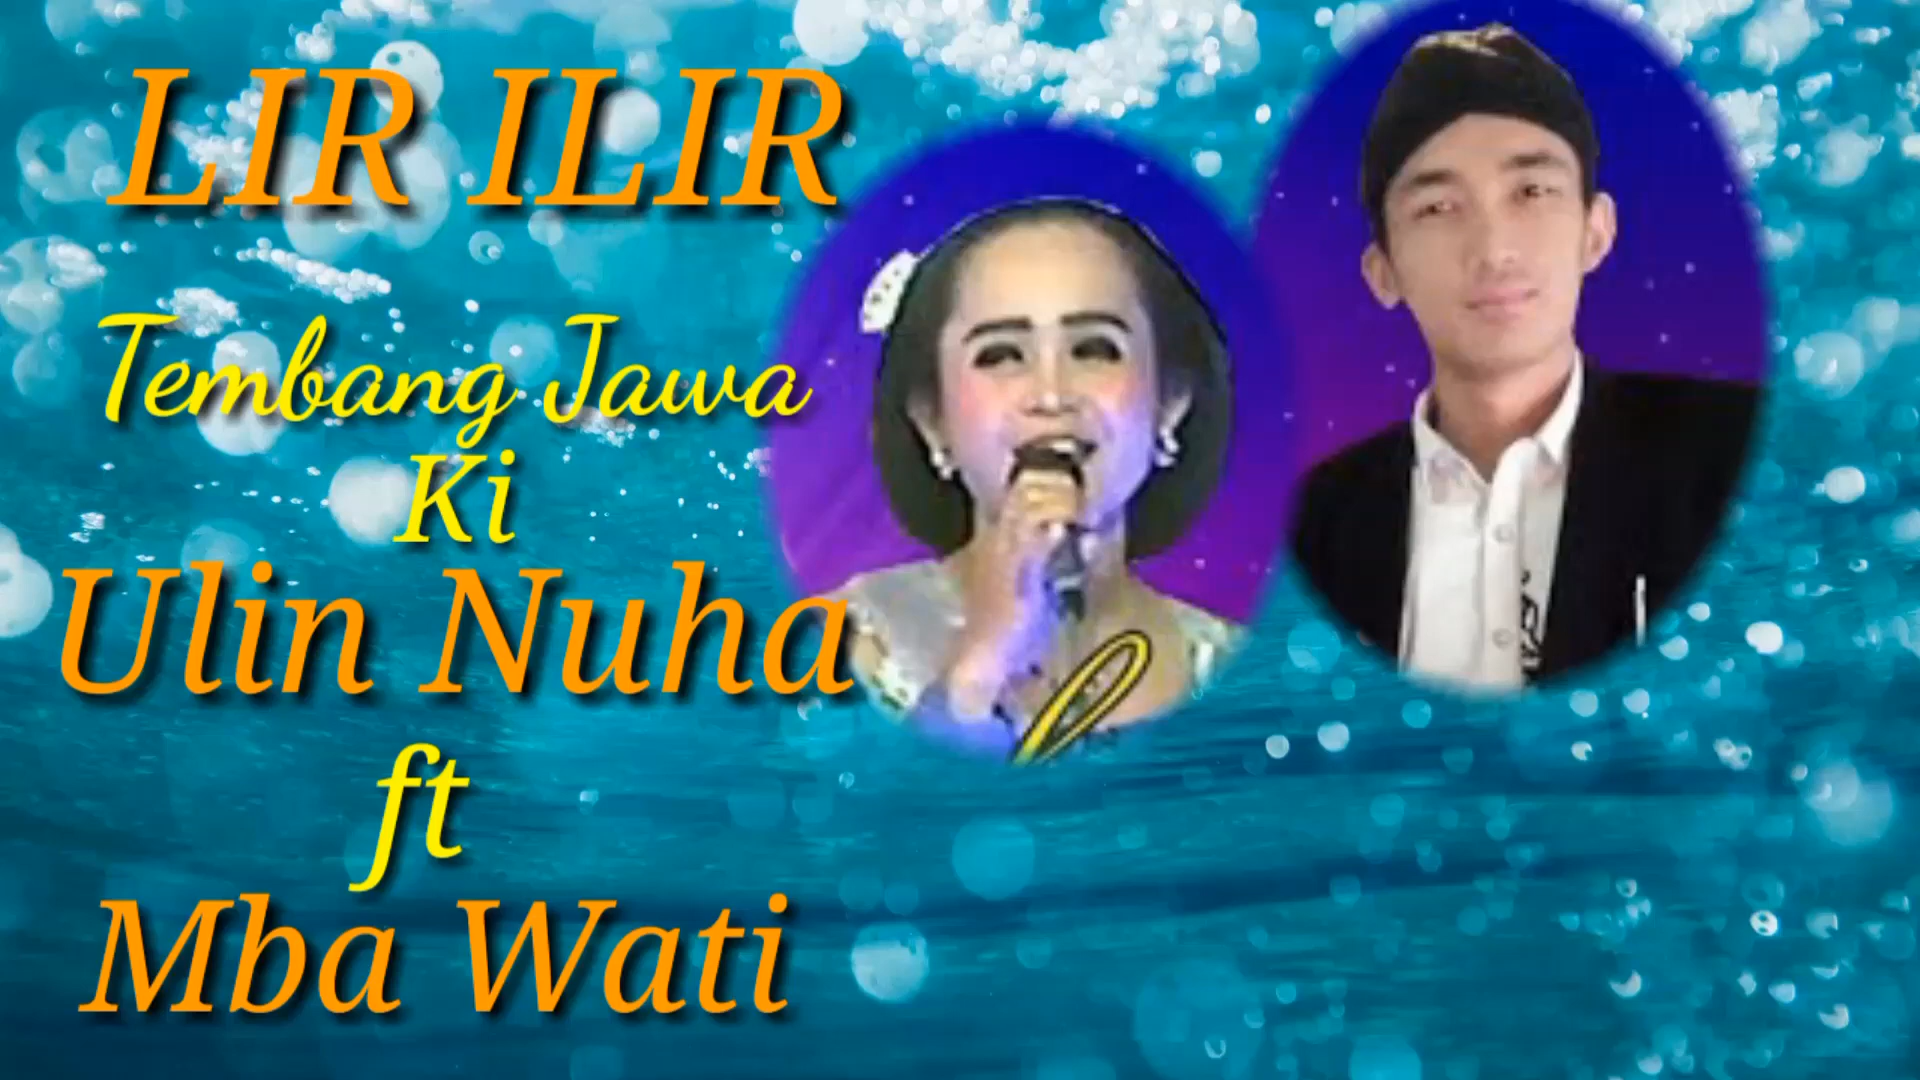 LIR ILIR
Tembang Jawa
Ki
Ulin Nuha
ft
Mba Wati